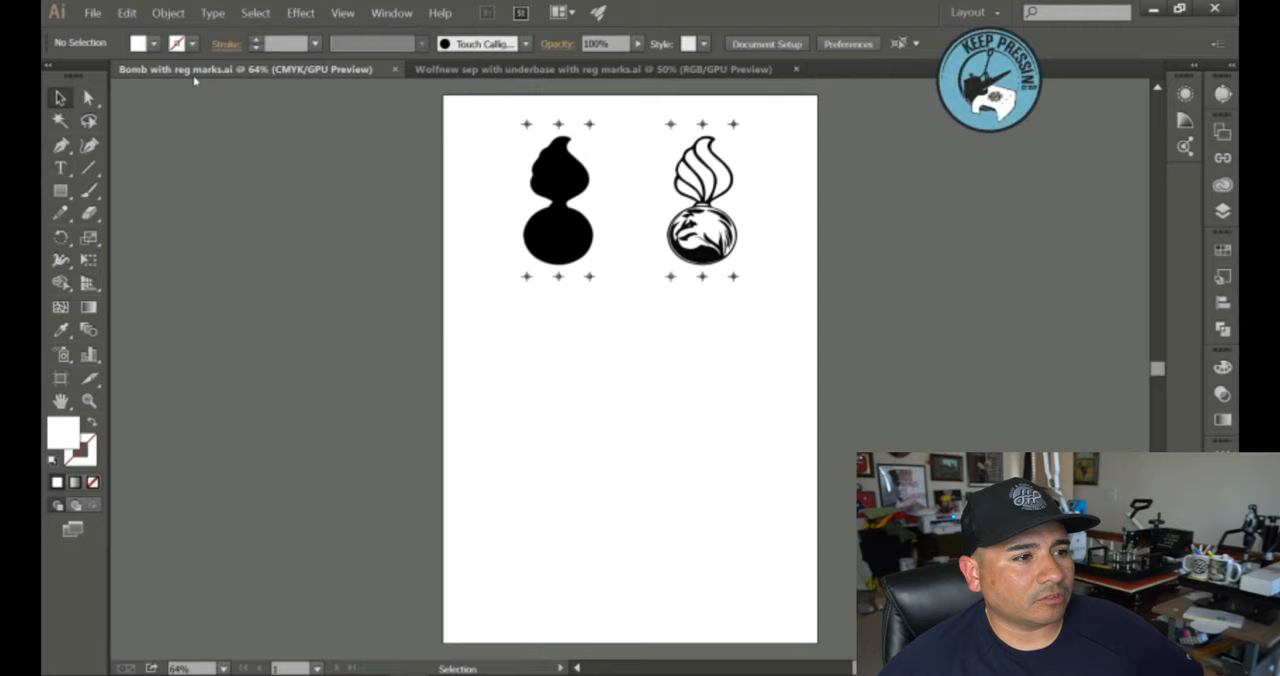 Ai File Edit Object Type Select Effect View Window Help Br St Layout
No Selection Stroke: Touch Callig... Opacity: 100% Style: Document Setup Preferences
Bomb with reg marks.ai @ 64% (CMYK/GPU Preview) × Wolfnew sep with underbase with reg marks.ai @ 50% (RGB/GPU Preview) ×
KEEP PRESSIN
64% 1 Selection